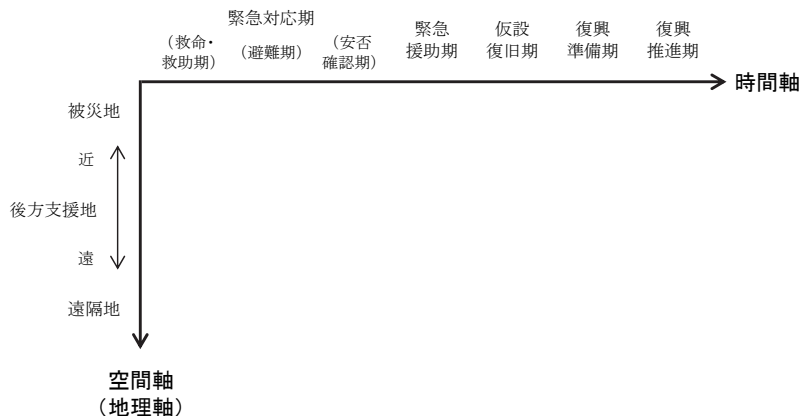 緊急対応期
(救命・
救助期)
(避難期)
(安否
確認期)
緊急
援助期
仮設
復旧期
復興
準備期
復興
推進期
時間軸
被災地
近
後方支援地
遠
遠隔地
空間軸
(地理軸)